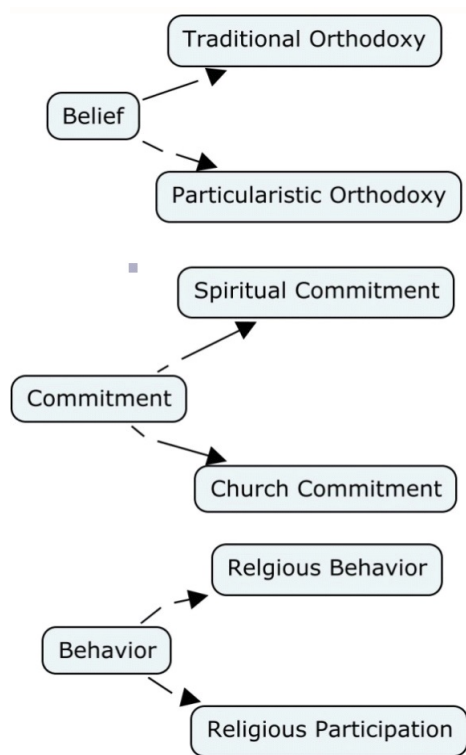 Traditional Orthodoxy
Belief
Particularistic Orthodoxy
Spiritual Commitment
Commitment
Church Commitment
Relgious Behavior
Behavior
Religious Participation